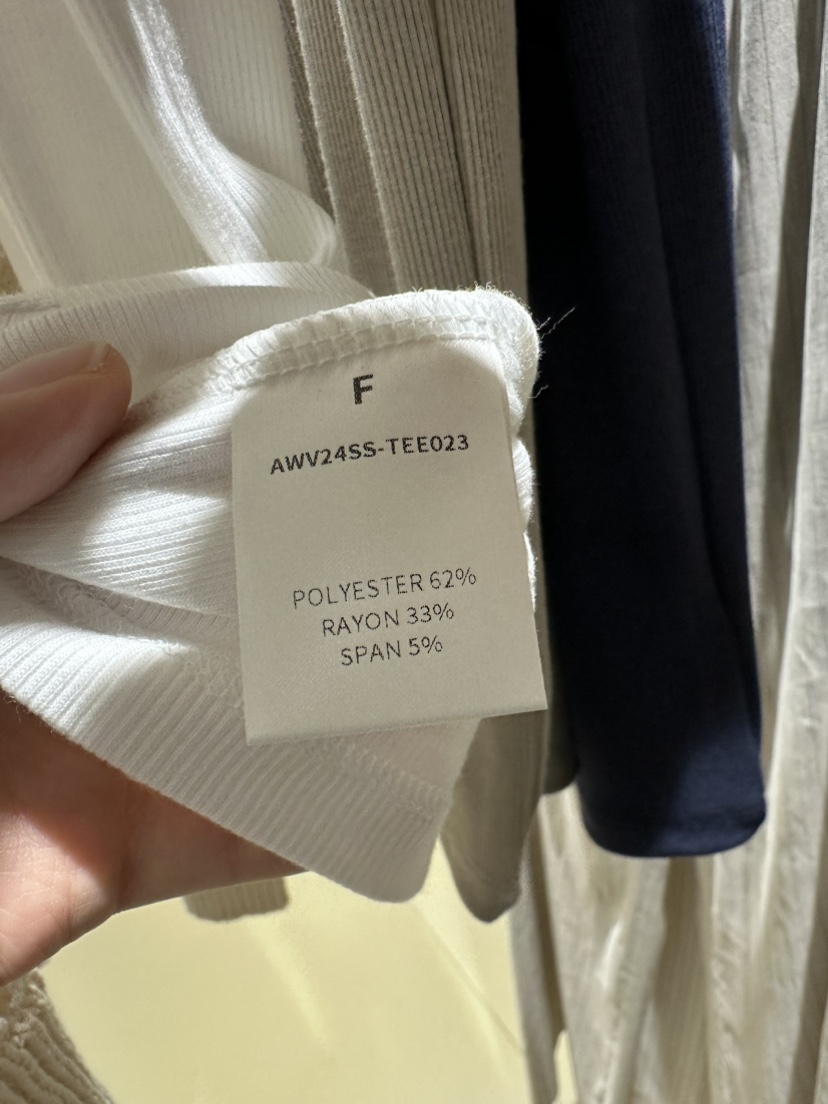 F
AWV24SS-TEE023
POLYESTER 62%
RAYON 33%
SPAN 5%